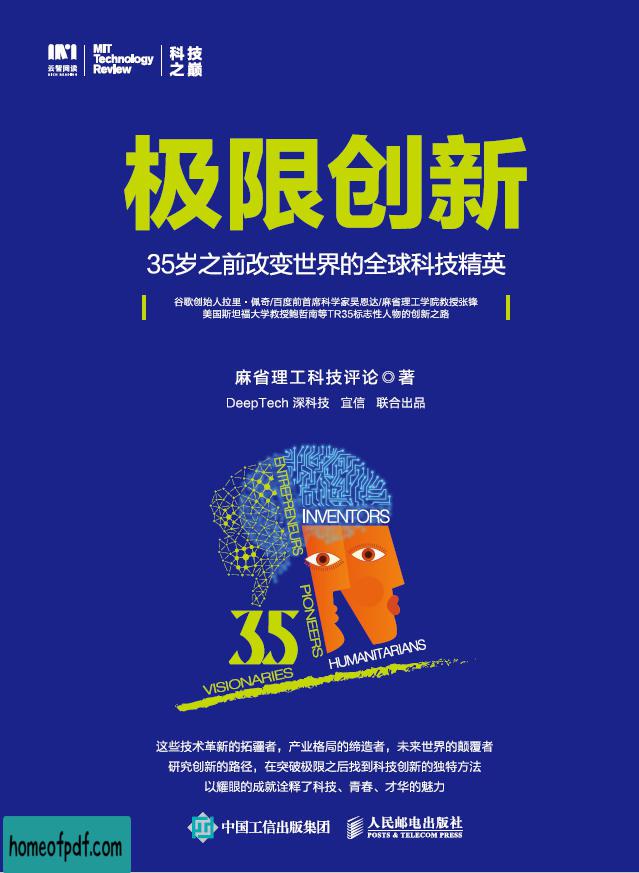 云智阅读
MIT
Technology
Review
科技
之巅
极限创新
35岁之前改变世界的全球科技精英
谷歌创始人拉里·佩奇/百度前首席科学家吴恩达/麻省理工学院教授张锋
美国斯坦福大学教授鲍哲南等TR35标志性人物的创新之路
麻省理工科技评论◎著
DeepTech 深科技 宜信 联合出品
ENTREPRENEURS
INVENTORS
PIONEERS
35
HUMANITARIANS
VISIONARIES
这些技术革新的拓疆者，产业格局的缔造者，未来世界的颠覆者
研究创新的路径，在突破极限之后找到科技创新的独特方法
以耀眼的成就诠释了科技、青春、才华的魅力
中国工信出版集团
人民邮电出版社
POSTS & TELECOM PRESS
homeofpdf.com